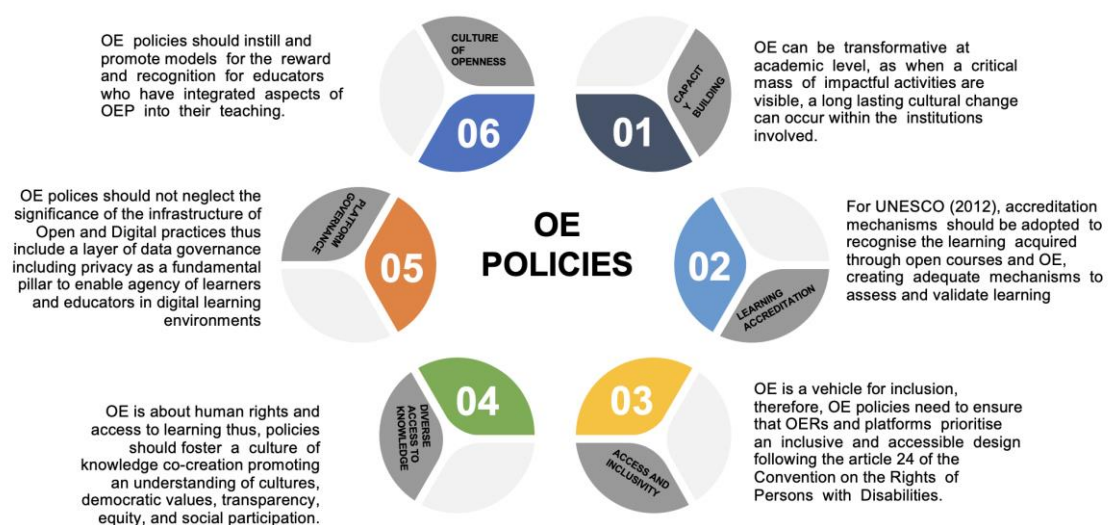 OE POLICIES should instill and
promote models for the reward
and recognition for educators
who have integrated aspects of
OEP into their teaching.
CULTURE
OF
OPENNESS
06
CAPACIT
Y
BUILDING
01
OE can be transformative at
academic level, as when a critical
mass of impactful activities are
visible, a long lasting cultural change
can occur within the institutions
involved.
OE polices should not neglect the
significance of the infrastructure of
Open and Digital practices thus
include a layer of data governance
including privacy as a fundamental
pillar to enable agency of learners
and educators in digital learning
environments
PLATFORM
GOVERNANCE
05
OE
POLICIES
02
LEARNING
ACCREDITATION
For UNESCO (2012), accreditation
mechanisms should be adopted to
recognise the learning acquired
through open courses and OE,
creating adequate mechanisms to
assess and validate learning
OE is about human rights and
access to learning thus, policies
should foster a culture of
knowledge co-creation promoting
an understanding of cultures,
democratic values, transparency,
equity, and social participation.
04
DIVERSE
ACCESS TO
KNOWLEDGE
03
ACCESS AND
INCLUSIVITY
OE is a vehicle for inclusion,
therefore, OE policies need to ensure
that OERs and platforms prioritise
an inclusive and accessible design
following the article 24 of the
Convention on the Rights of
Persons with Disabilities.